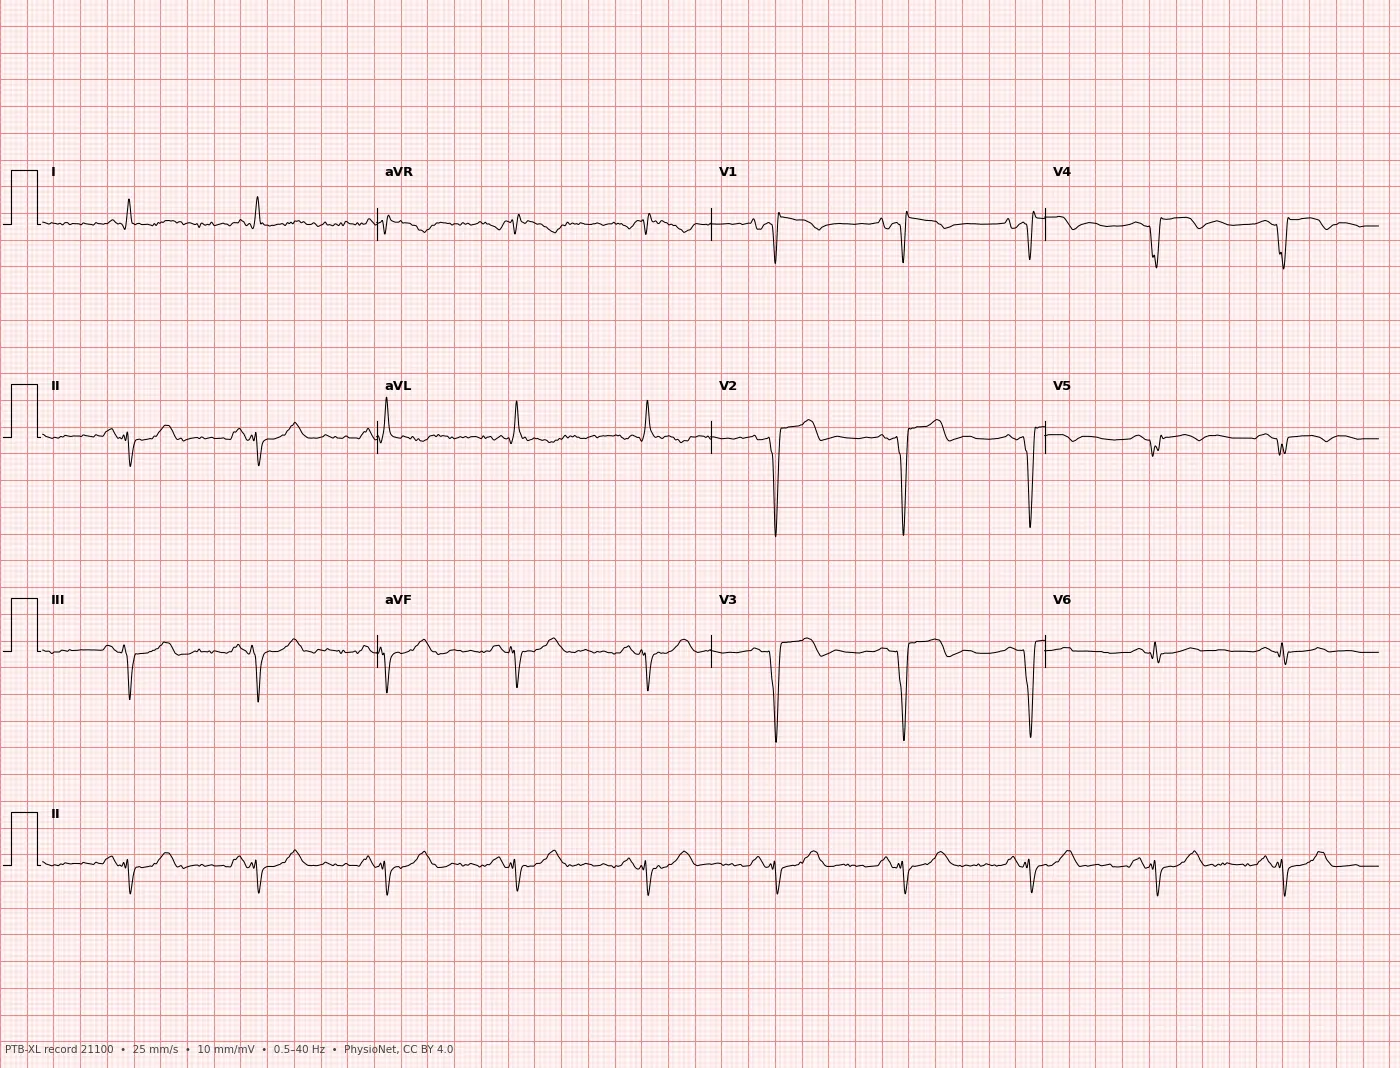 I aVR V1 V4
II aVL V2 V5
III aVF V3 V6
II
PTB-XL record 21100 • 25 mm/s • 10 mm/mV • 0.5–40 Hz • PhysioNet, CC BY 4.0